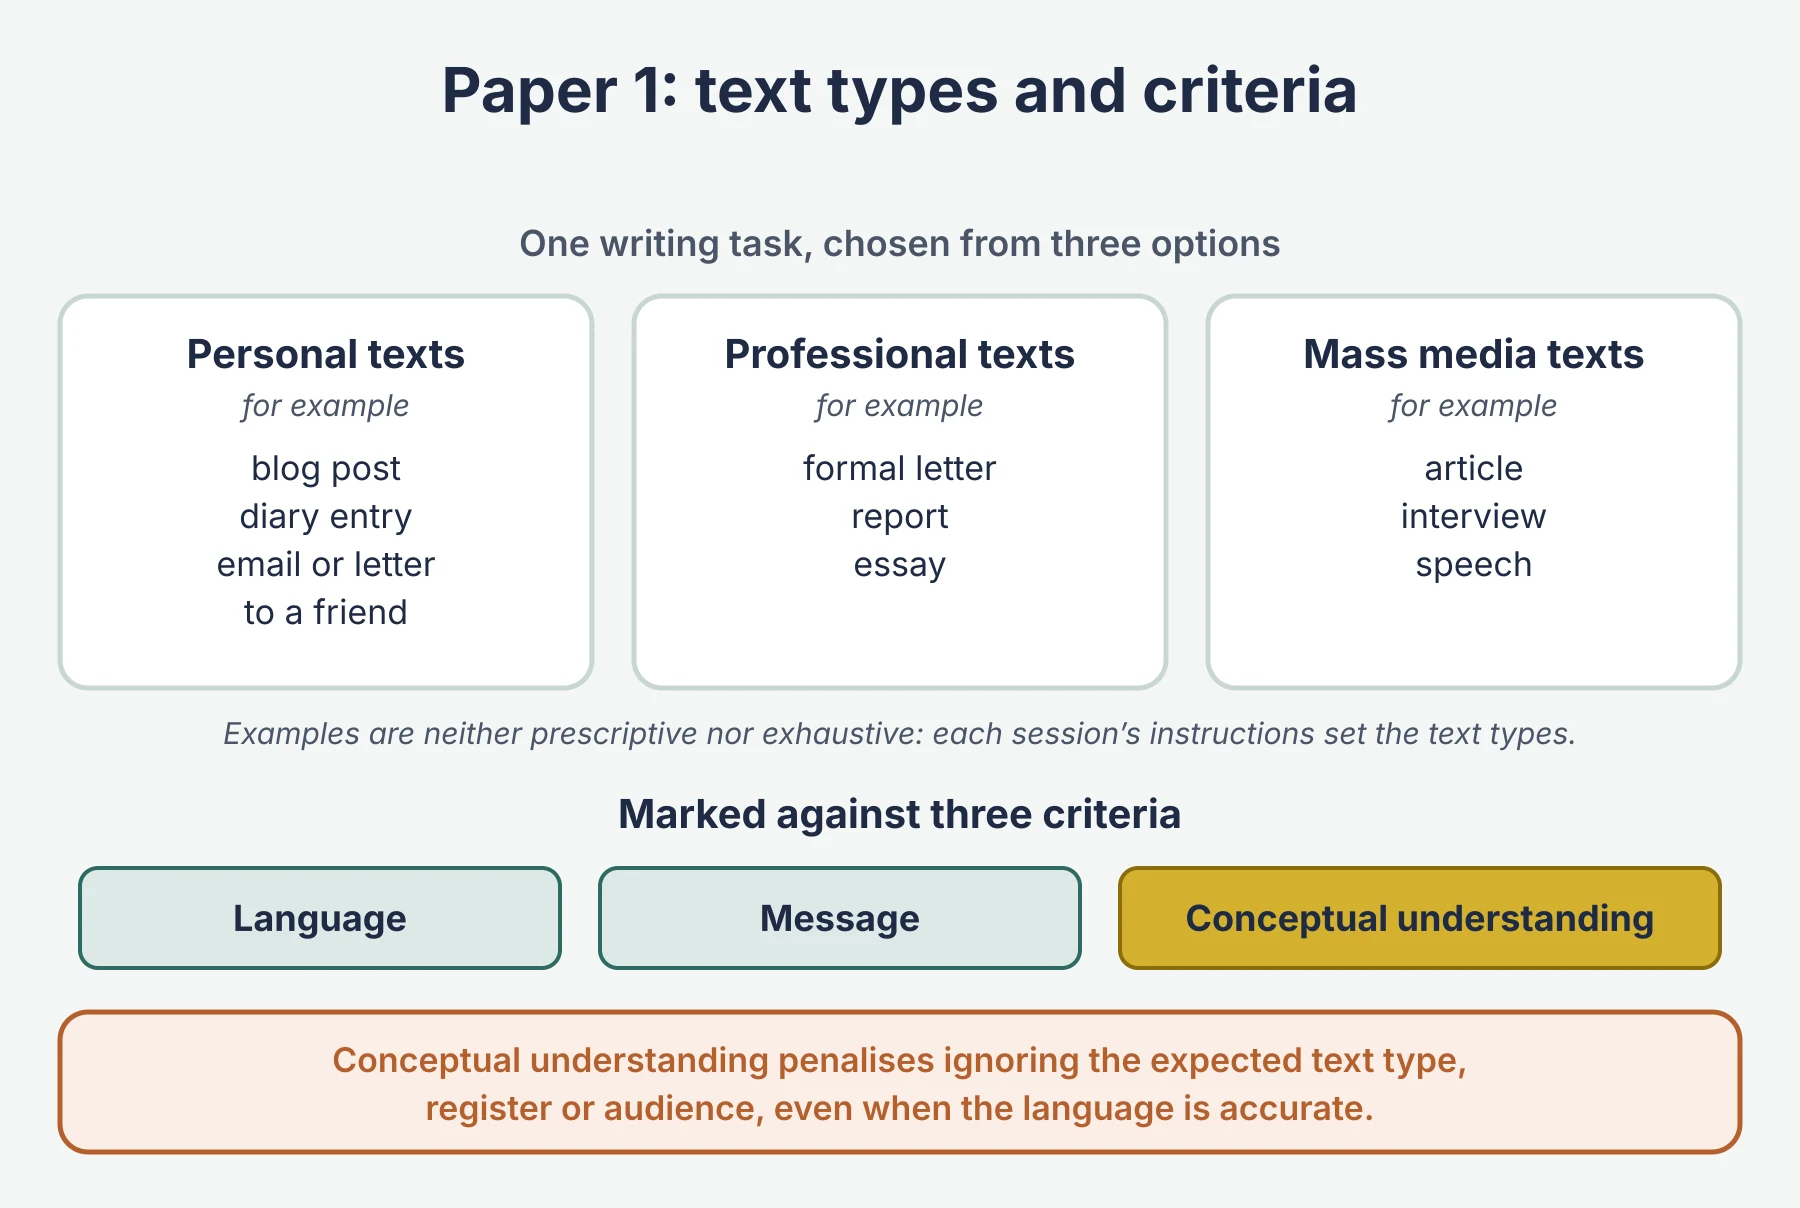 Paper 1: text types and criteria
One writing task, chosen from three options
Personal texts
for example
blog post
diary entry
email or letter
to a friend
Professional texts
for example
formal letter
report
essay
Mass media texts
for example
article
interview
speech
Examples are neither prescriptive nor exhaustive: each session’s instructions set the text types.
Marked against three criteria
Language
Message
Conceptual understanding
Conceptual understanding penalises ignoring the expected text type,
register or audience, even when the language is accurate.